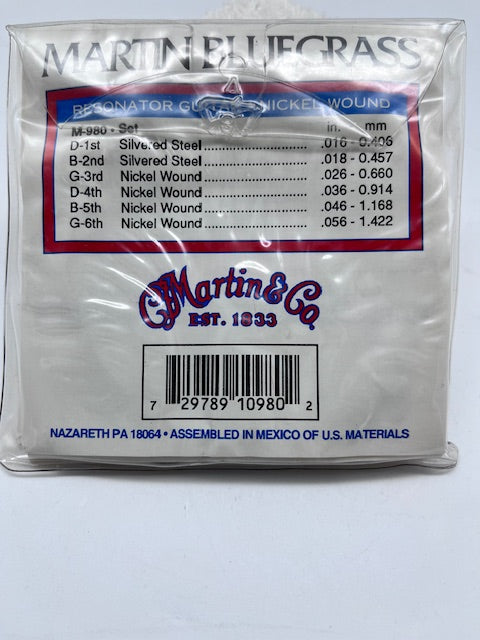 MARTIN BLUEGRASS
RESONATOR GUITAR NICKEL WOUND
M-980 • Set in. mm
D-1st Silvered Steel .016 - 0.406
B-2nd Silvered Steel .018 - 0.457
G-3rd Nickel Wound .026 - 0.660
D-4th Nickel Wound .036 - 0.914
B-5th Nickel Wound .046 - 1.168
G-6th Nickel Wound .056 - 1.422
CFMartin & Co.
EST. 1833
7 29789 10980 2
NAZARETH PA 18064 • ASSEMBLED IN MEXICO OF U.S. MATERIALS